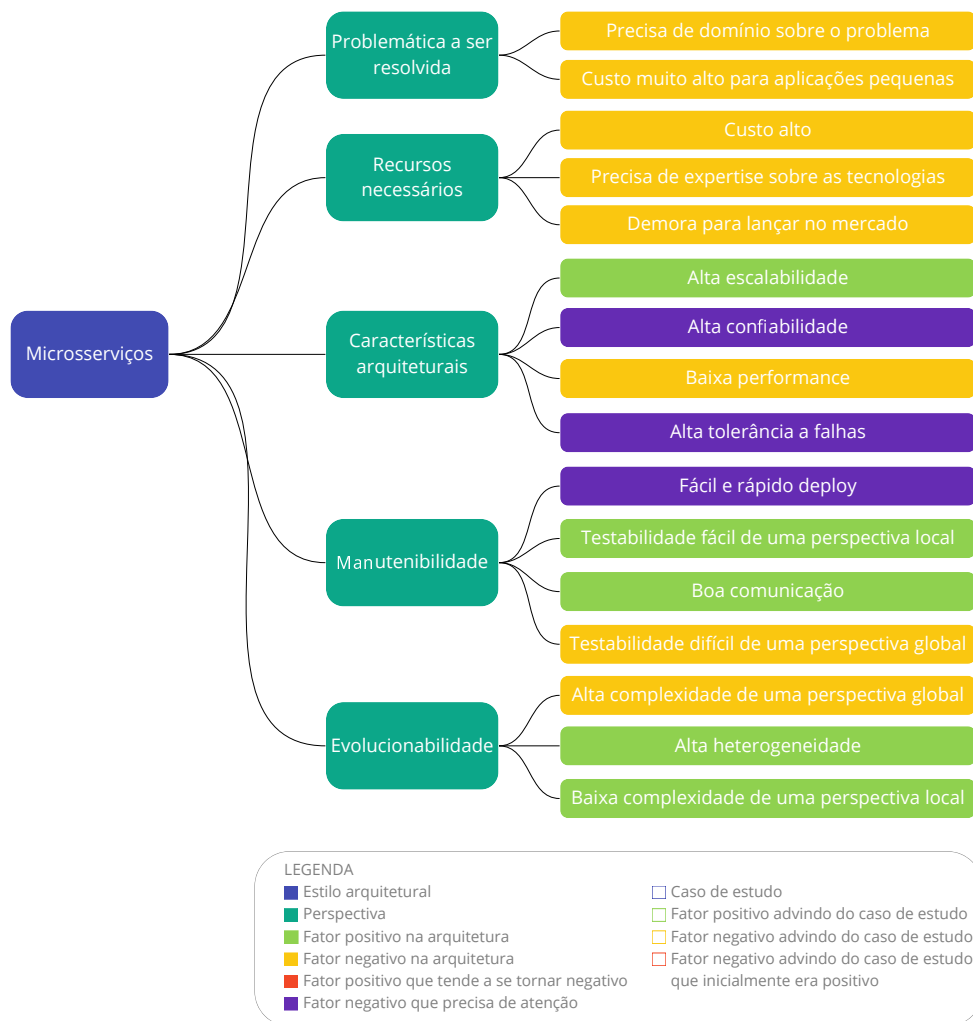 Problemática a ser
resolvida
Precisa de domínio sobre o problema
Custo muito alto para aplicações pequenas
Recursos
necessários
Custo alto
Precisa de expertise sobre as tecnologias
Demora para lançar no mercado
Microsserviços
Características
arquiteturais
Alta escalabilidade
Alta confiabilidade
Baixa performance
Alta tolerância a falhas
Manutenibilidade
Fácil e rápido deploy
Testabilidade fácil de uma perspectiva local
Boa comunicação
Testabilidade difícil de uma perspectiva global
Evolucionabilidade
Alta complexidade de uma perspectiva global
Alta heterogeneidade
Baixa complexidade de uma perspectiva local
LEGENDA
Estilo arquitetural
Perspectiva
Fator positivo na arquitetura
Fator negativo na arquitetura
Fator positivo que tende a se tornar negativo
Fator negativo que precisa de atenção
Caso de estudo
Fator positivo advindo do caso de estudo
Fator negativo advindo do caso de estudo
Fator negativo advindo do caso de estudo
que inicialmente era positivo